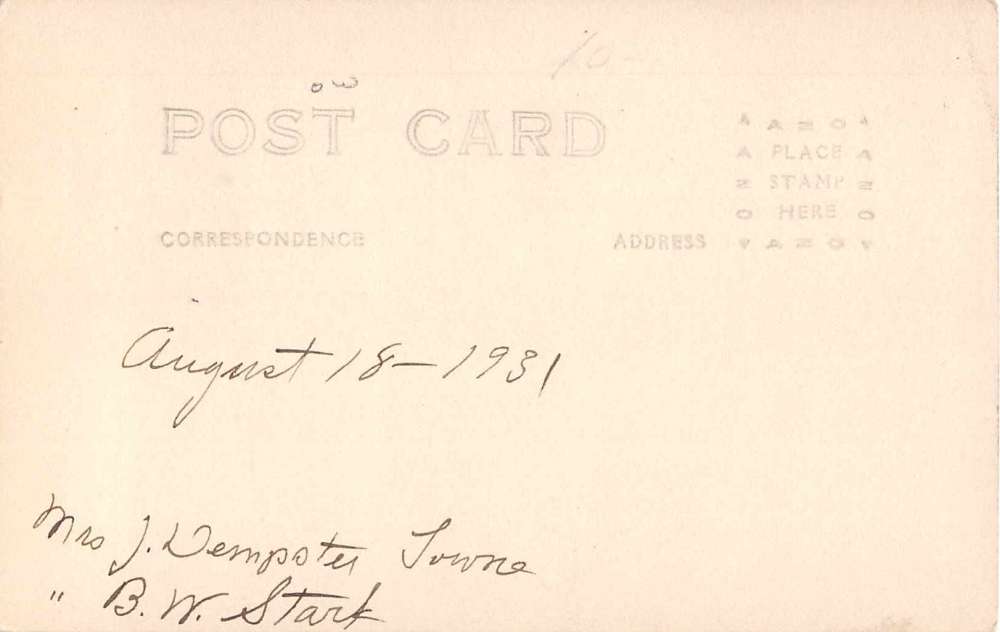 10-
POST CARD
A A Z O A
A PLACE A
Z STAMP Z
O HERE O
CORRESPONDENCE
ADDRESS
A Z O
August 18-1931
Mrs J. Dempster Towne
" B. W. Stark